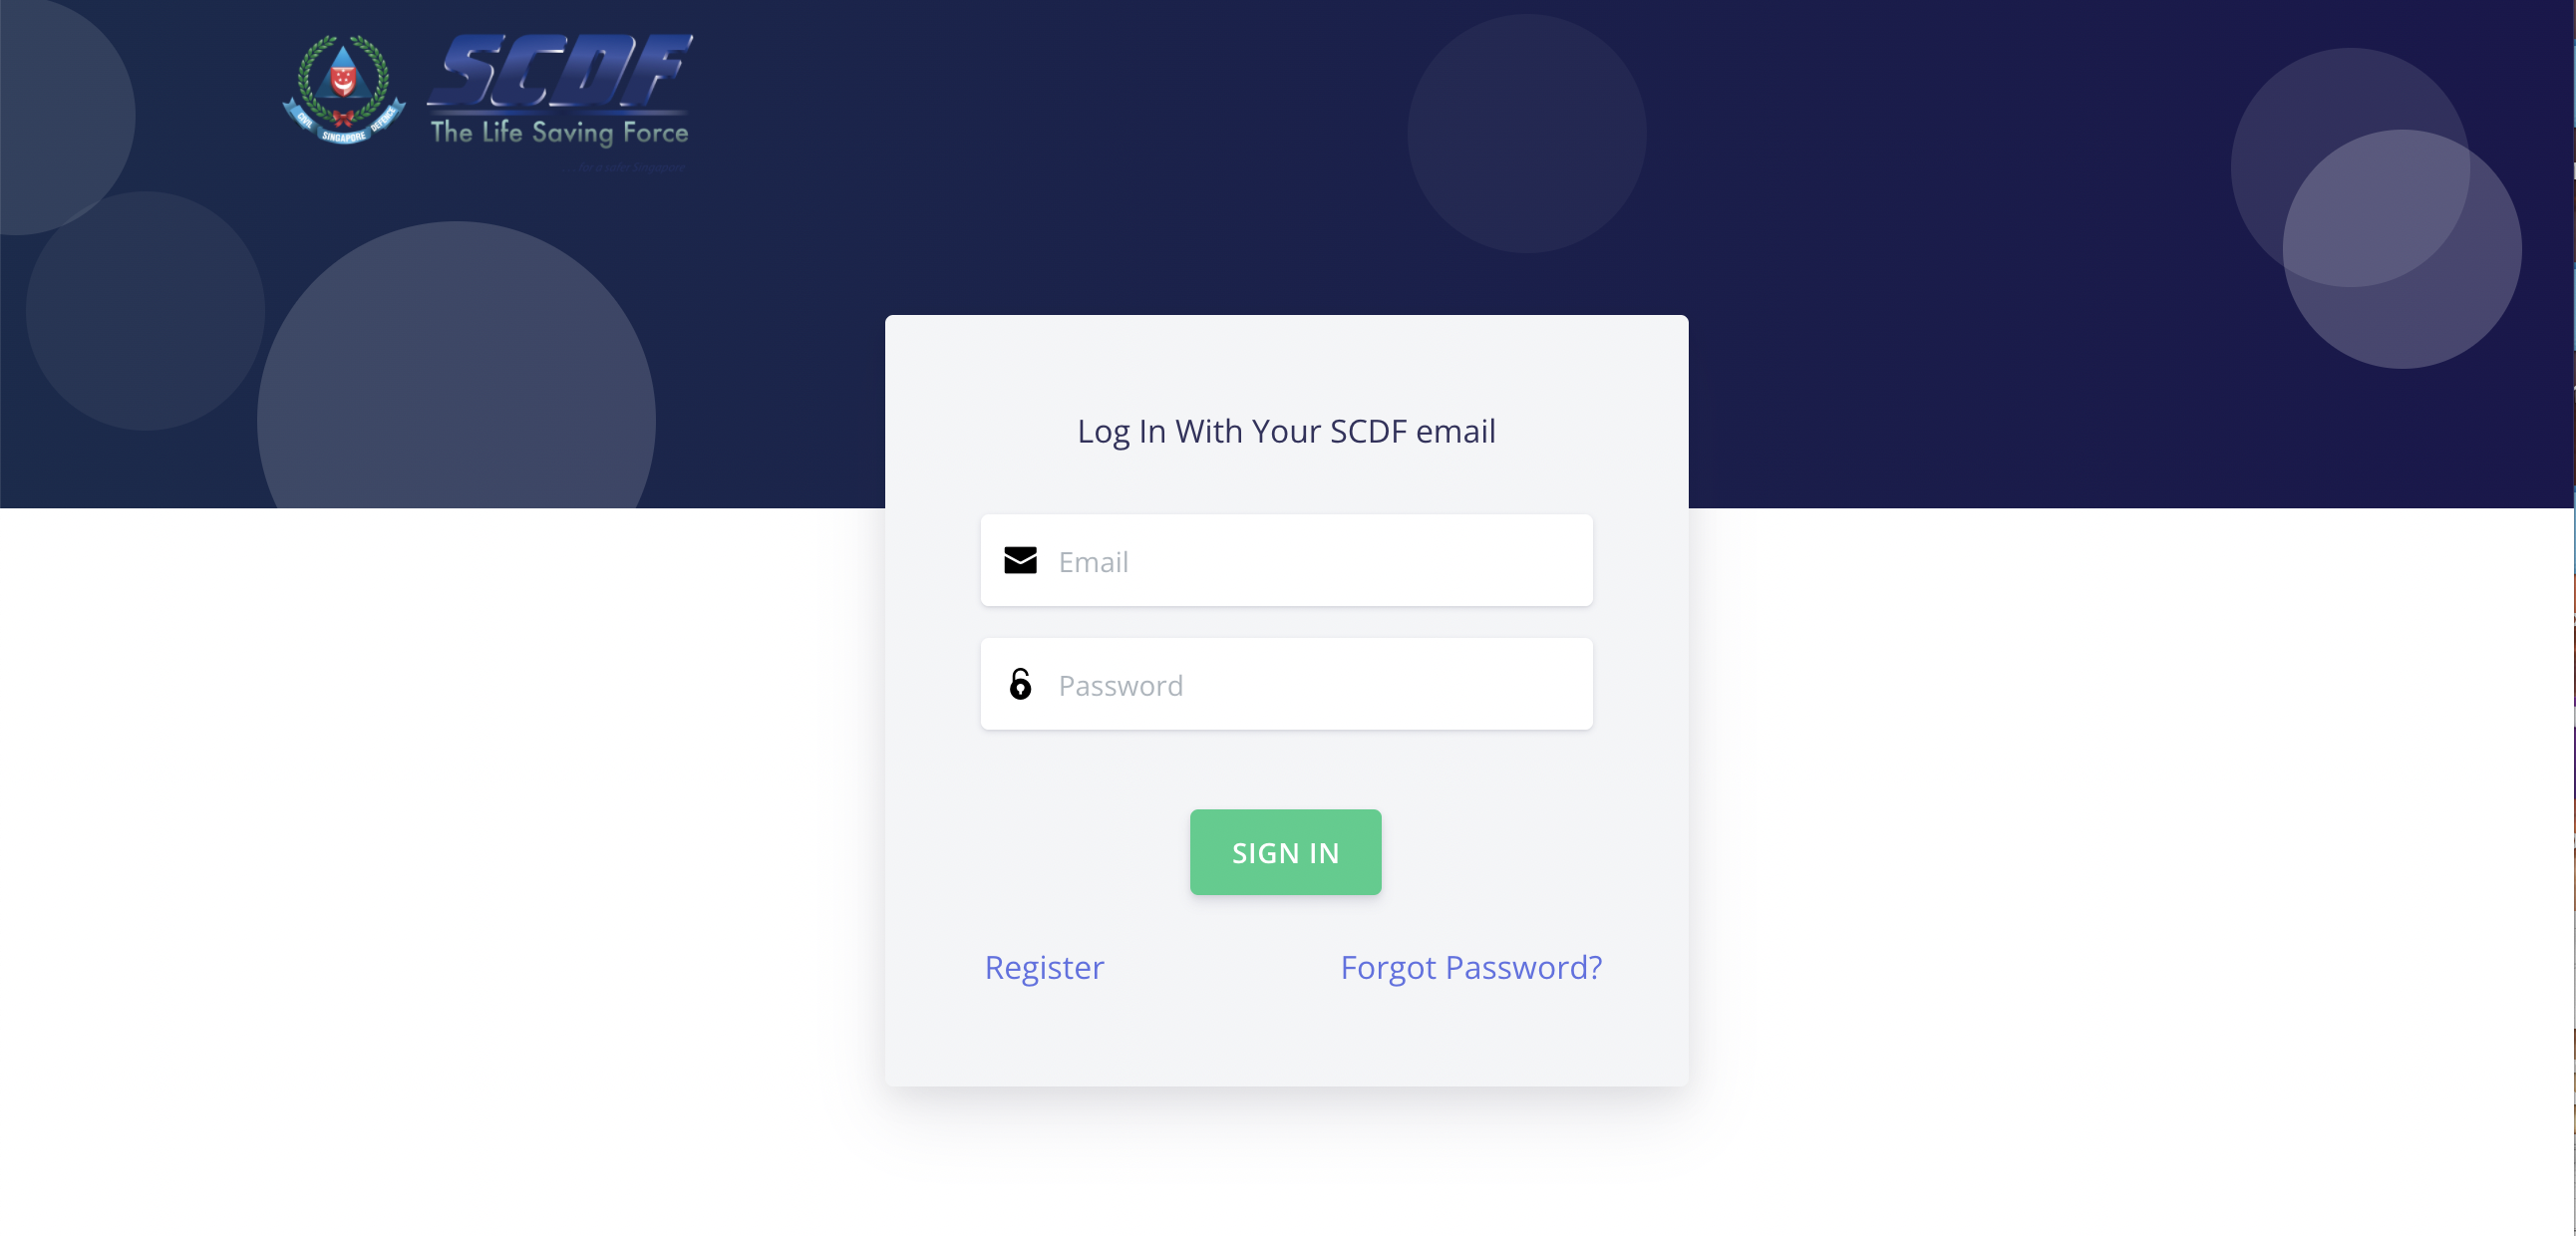 SCDF
The Life Saving Force
CIVIL SINGAPORE DEFENCE
Log In With Your SCDF email
Email
Password
SIGN IN
Register
Forgot Password?